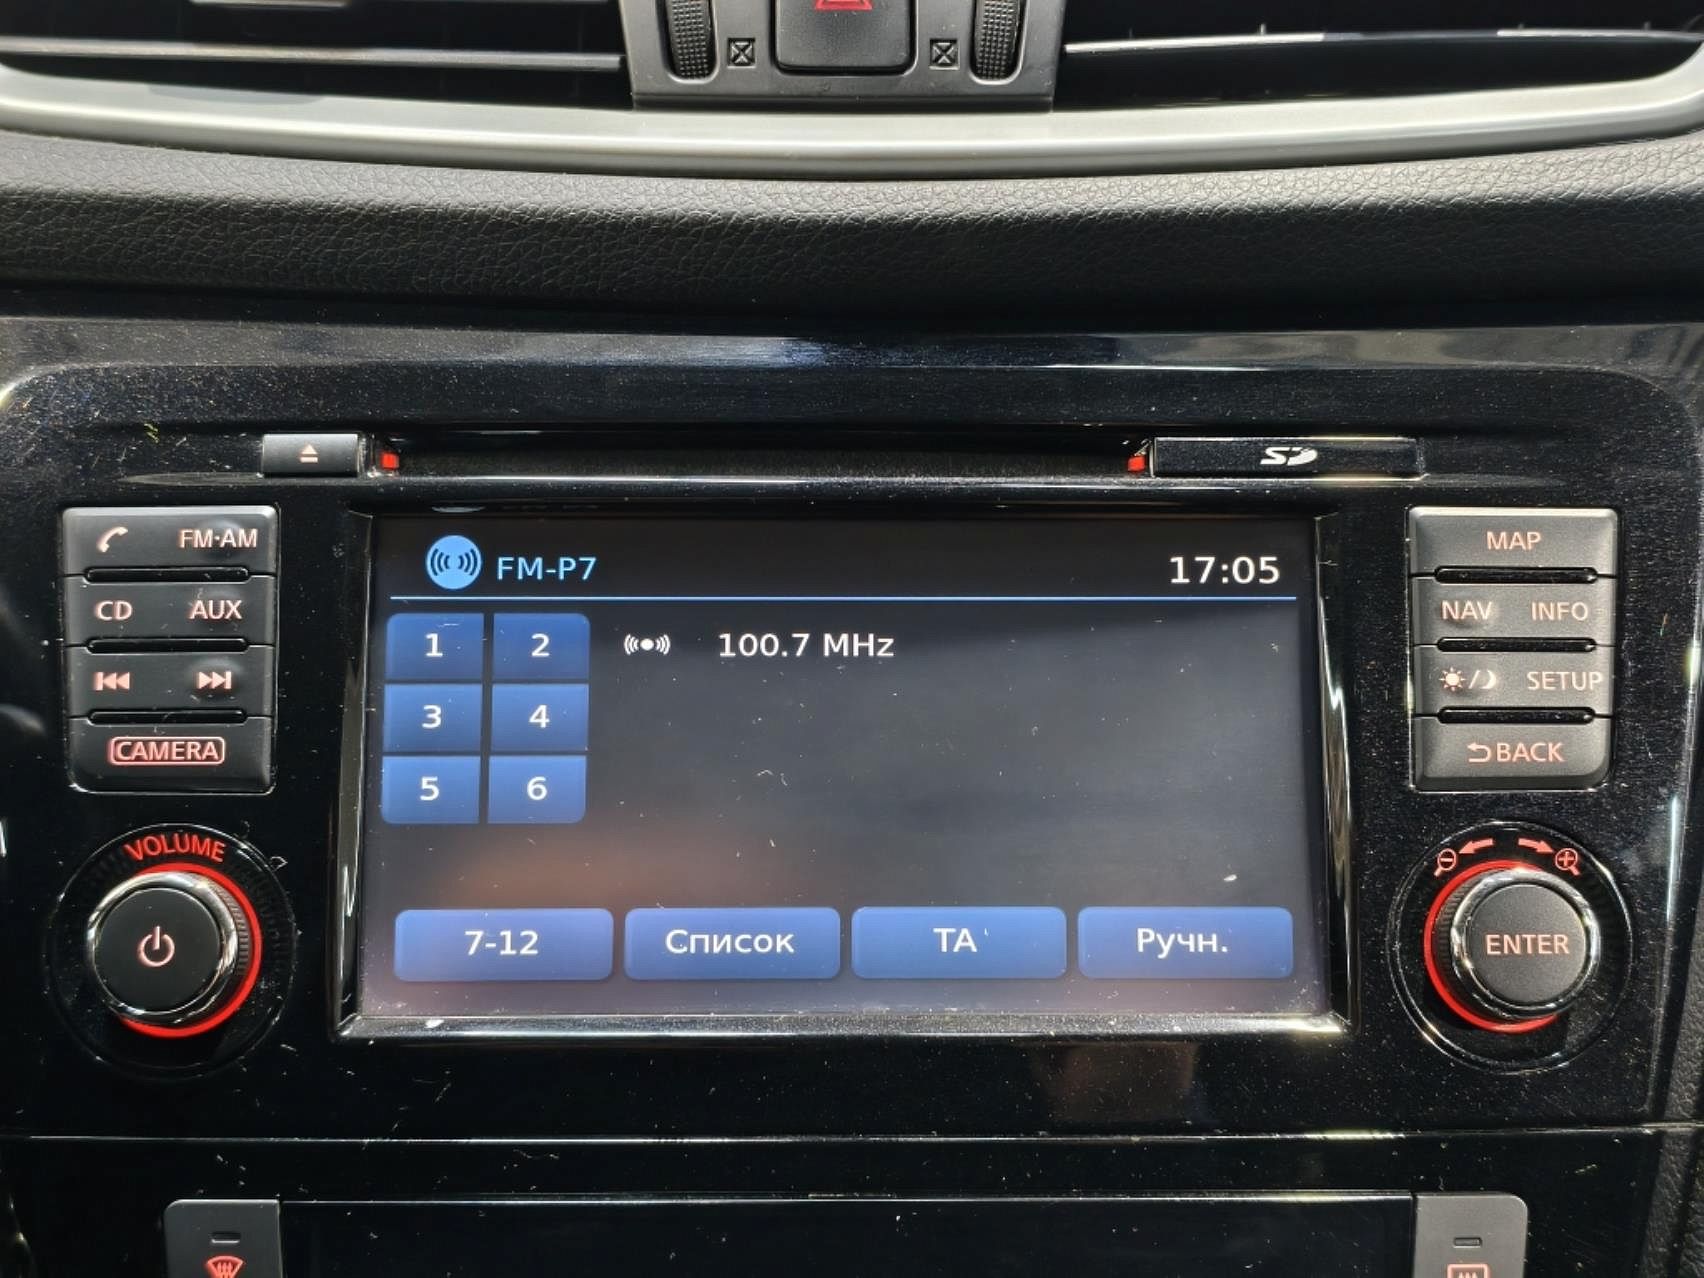 SD
FM·AM
CD AUX
CAMERA
VOLUME
FM-P7 17:05
1 2 100.7 MHz
3 4
5 6
7-12 Список TA Ручн.
MAP
NAV INFO
SETUP
BACK
ENTER